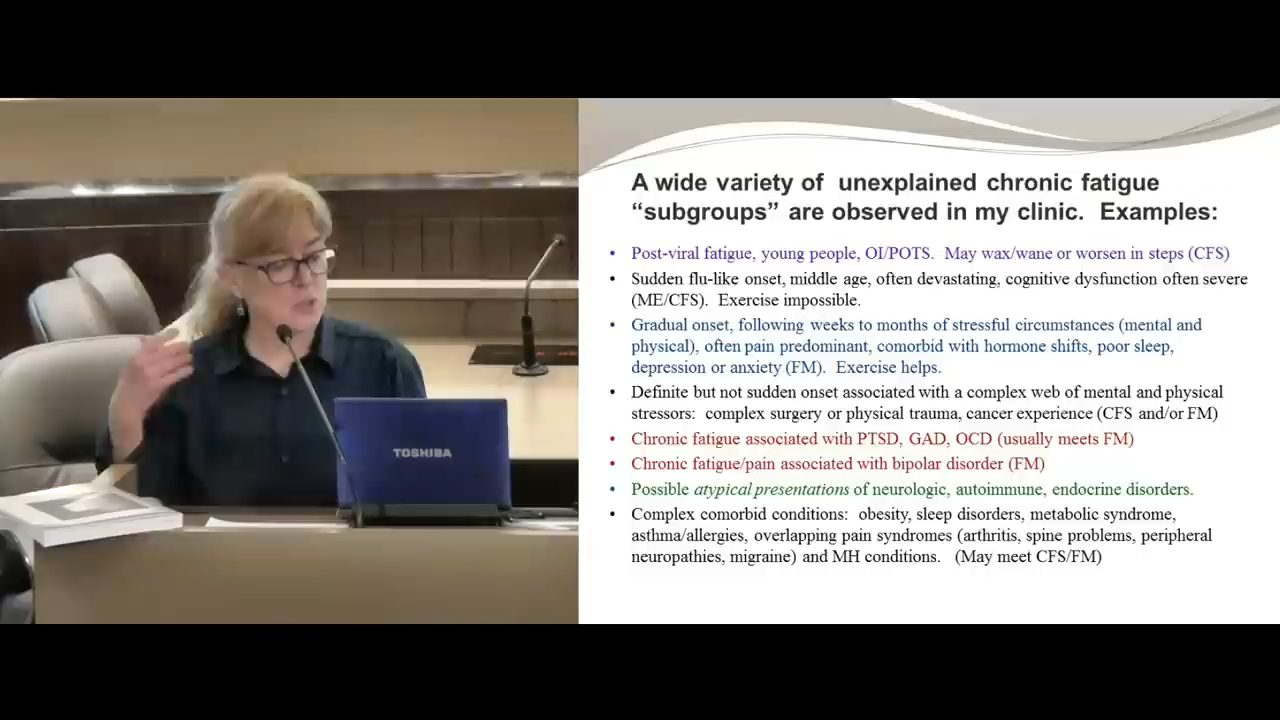 A wide variety of unexplained chronic fatigue
“subgroups” are observed in my clinic. Examples:
• Post-viral fatigue, young people, OI/POTS. May wax/wane or worsen in steps (CFS)
• Sudden flu-like onset, middle age, often devastating, cognitive dysfunction often severe
(ME/CFS). Exercise impossible.
• Gradual onset, following weeks to months of stressful circumstances (mental and
physical), often pain predominant, comorbid with hormone shifts, poor sleep,
depression or anxiety (FM). Exercise helps.
• Definite but not sudden onset associated with a complex web of mental and physical
stressors: complex surgery or physical trauma, cancer experience (CFS and/or FM)
• Chronic fatigue associated with PTSD, GAD, OCD (usually meets FM)
• Chronic fatigue/pain associated with bipolar disorder (FM)
• Possible atypical presentations of neurologic, autoimmune, endocrine disorders.
• Complex comorbid conditions: obesity, sleep disorders, metabolic syndrome,
asthma/allergies, overlapping pain syndromes (arthritis, spine problems, peripheral
neuropathies, migraine) and MH conditions. (May meet CFS/FM)
TOSHIBA